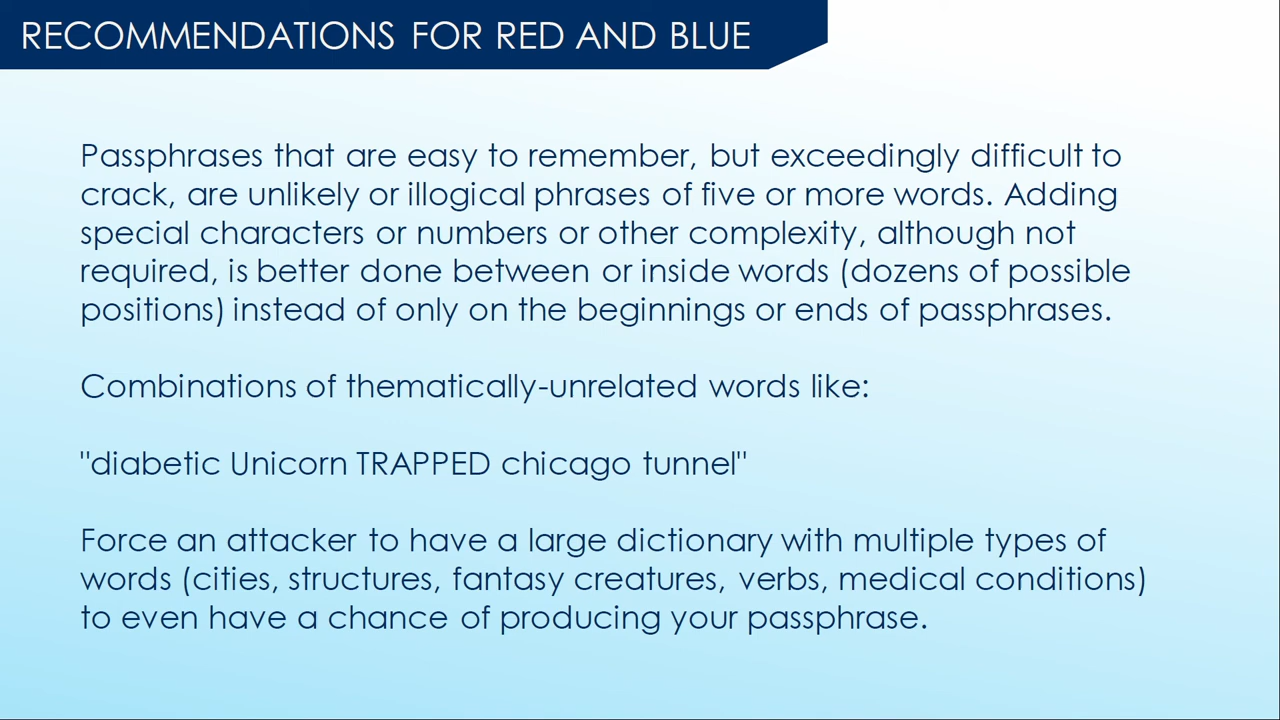 RECOMMENDATIONS FOR RED AND BLUE
Passphrases that are easy to remember, but exceedingly difficult to
crack, are unlikely or illogical phrases of five or more words. Adding
special characters or numbers or other complexity, although not
required, is better done between or inside words (dozens of possible
positions) instead of only on the beginnings or ends of passphrases.
Combinations of thematically-unrelated words like:
"diabetic Unicorn TRAPPED chicago tunnel"
Force an attacker to have a large dictionary with multiple types of
words (cities, structures, fantasy creatures, verbs, medical conditions)
to even have a chance of producing your passphrase.